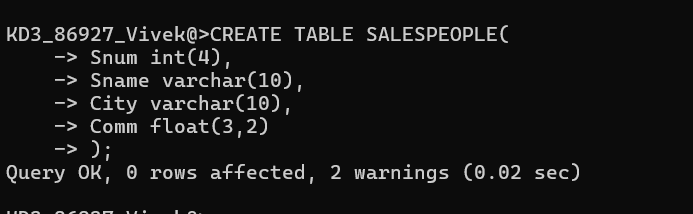 KD3_86927_Vivek@>CREATE TABLE SALESPEOPLE(
    -> Snum int(4),
    -> Sname varchar(10),
    -> City varchar(10),
    -> Comm float(3,2)
    -> );
Query OK, 0 rows affected, 2 warnings (0.02 sec)